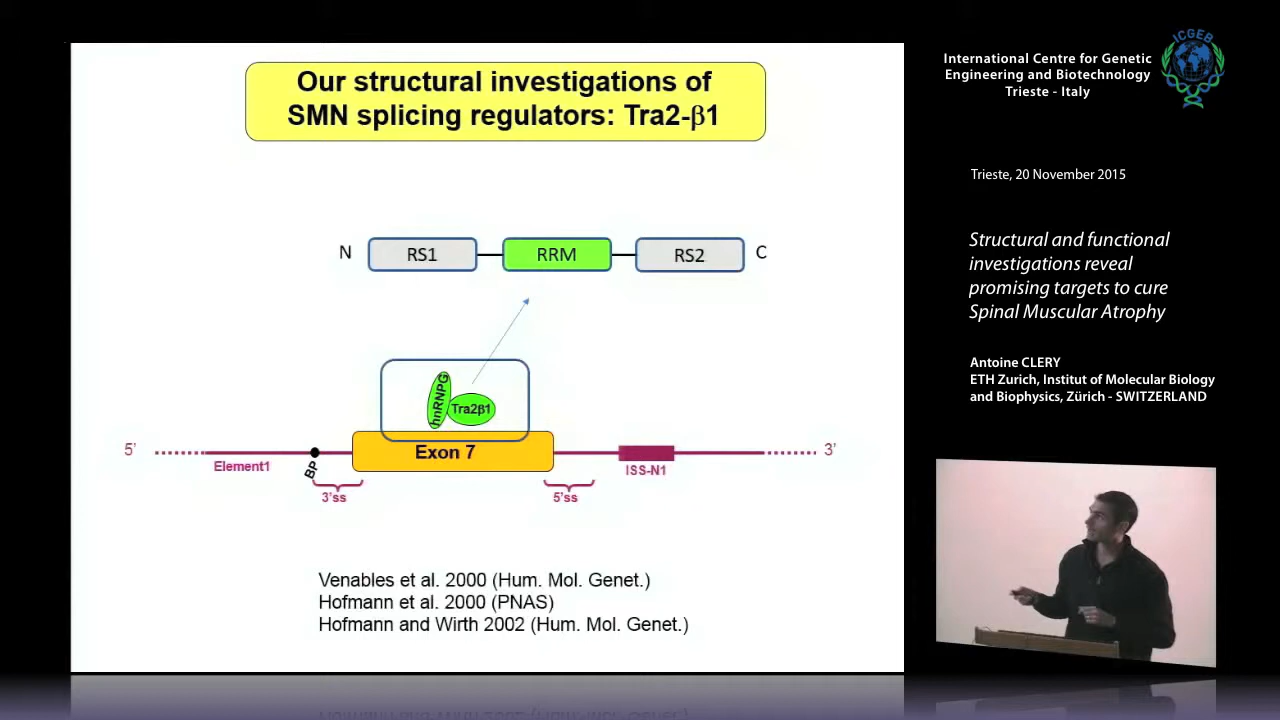 Our structural investigations of
SMN splicing regulators: Tra2-β1
N
RS1
RRM
RS2
C
hnRNPG
Tra2β1
5'
Exon 7
3'
Element1
BP
ISS-N1
3'ss
5'ss
Venables et al. 2000 (Hum. Mol. Genet.)
Hofmann et al. 2000 (PNAS)
Hofmann and Wirth 2002 (Hum. Mol. Genet.)
ICGEB
International Centre for Genetic
Engineering and Biotechnology
Trieste - Italy
Trieste, 20 November 2015
Structural and functional
investigations reveal
promising targets to cure
Spinal Muscular Atrophy
Antoine CLERY
ETH Zurich, Institut of Molecular Biology
and Biophysics, Zürich - SWITZERLAND